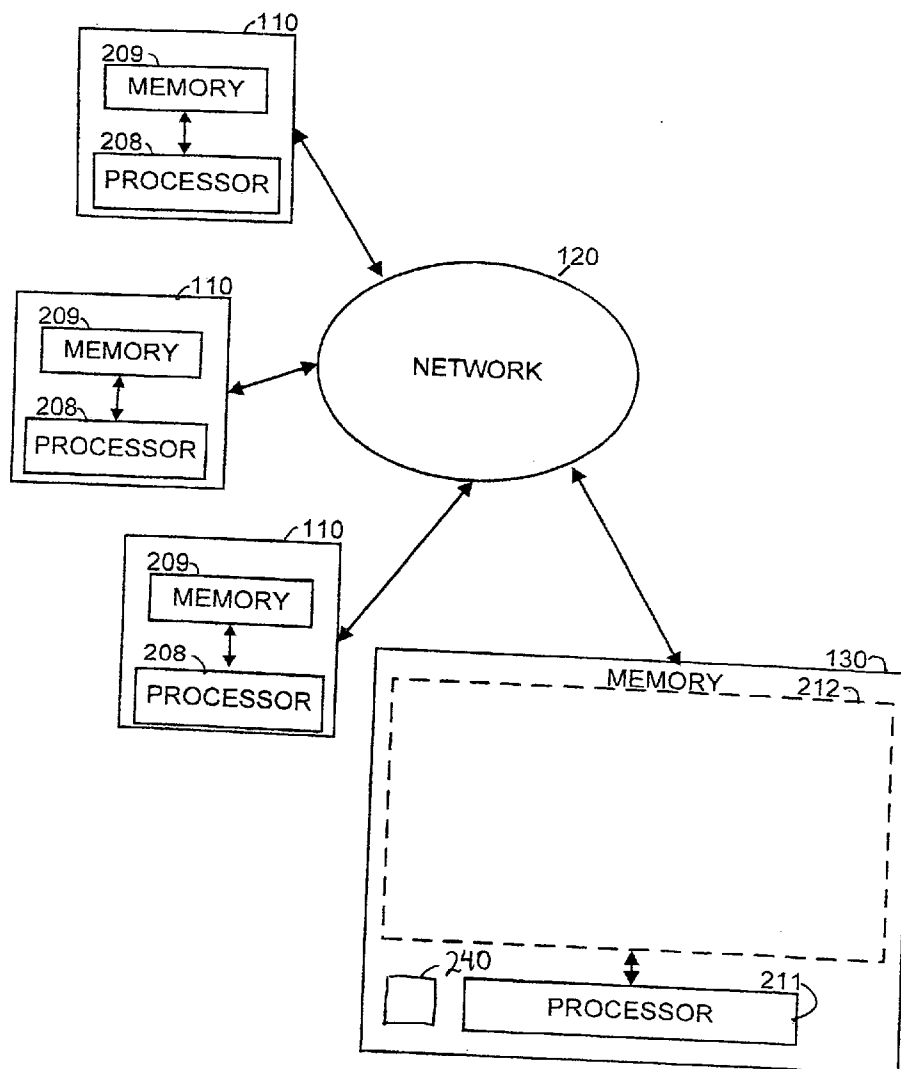 110
209
MEMORY
208
PROCESSOR
110
209
MEMORY
208
PROCESSOR
120
NETWORK
110
209
MEMORY
208
PROCESSOR
130
MEMORY
212
240
211
PROCESSOR